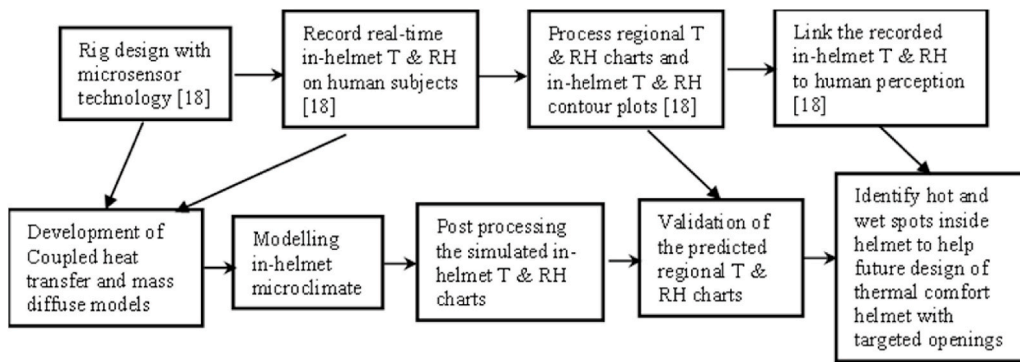 Rig design with
microsensor
technology [18]
Record real-time
in-helmet T & RH
on human subjects
[18]
Process regional T
& RH charts and
in-helmet T & RH
contour plots [18]
Link the recorded
in-helmet T & RH
to human perception
[18]
Development of
Coupled heat
transfer and mass
diffuse models
Modelling
in-helmet
microclimate
Post processing
the simulated in-
helmet T & RH
charts
Validation of
the predicted
regional T &
RH charts
Identify hot and
wet spots inside
helmet to help
future design of
thermal comfort
helmet with
targeted openings